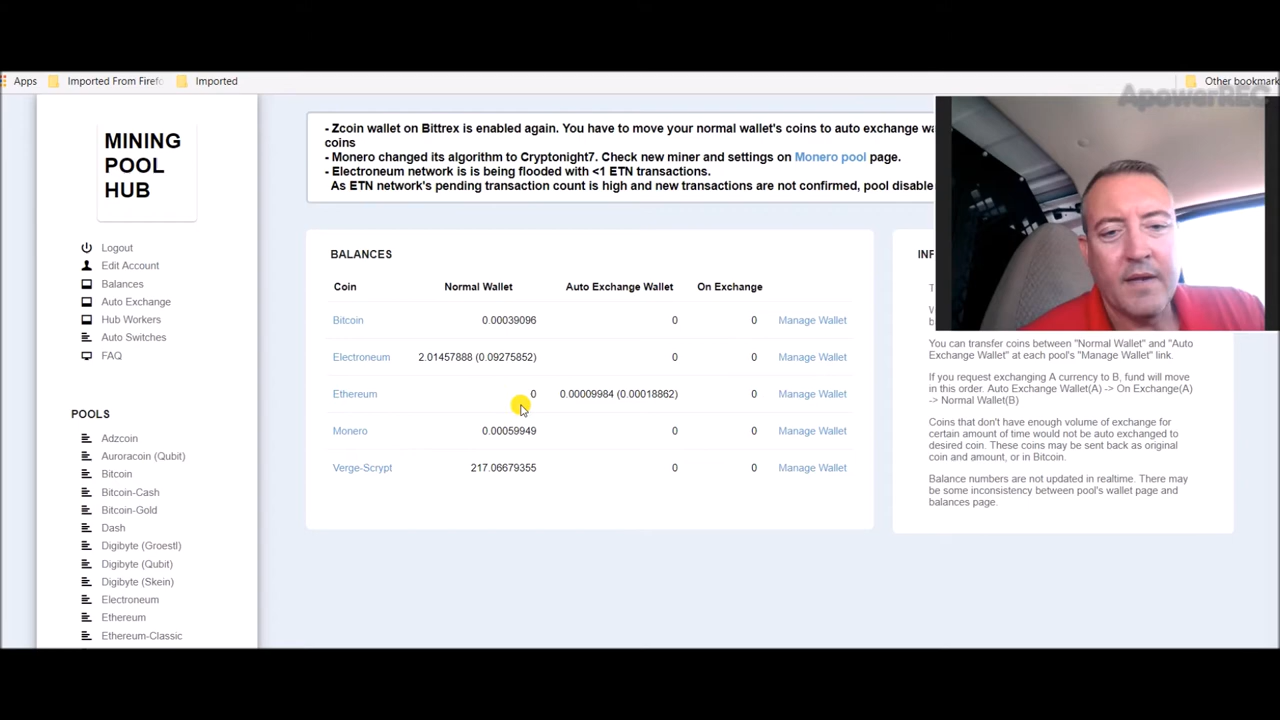 Apps Imported From Firefo Imported Other bookmark
ApowerREC
MINING
POOL
HUB
Logout
Edit Account
Balances
Auto Exchange
Hub Workers
Auto Switches
FAQ
POOLS
Adzcoin
Auroracoin (Qubit)
Bitcoin
Bitcoin-Cash
Bitcoin-Gold
Dash
Digibyte (Groestl)
Digibyte (Qubit)
Digibyte (Skein)
Electroneum
Ethereum
Ethereum-Classic
- Zcoin wallet on Bittrex is enabled again. You have to move your normal wallet's coins to auto exchange wa
coins
- Monero changed its algorithm to Cryptonight7. Check new miner and settings on Monero pool page.
- Electroneum network is is being flooded with <1 ETN transactions.
As ETN network's pending transaction count is high and new transactions are not confirmed, pool disable
BALANCES
Coin Normal Wallet Auto Exchange Wallet On Exchange
Bitcoin 0.00039096 0 0 Manage Wallet
Electroneum 2.01457888 (0.09275852) 0 0 Manage Wallet
Ethereum 0 0.00009984 (0.00018862) 0 Manage Wallet
Monero 0.00059949 0 0 Manage Wallet
Verge-Scrypt 217.06679355 0 0 Manage Wallet
INF
T
W
b
You can transfer coins between "Normal Wallet" and "Auto
Exchange Wallet" at each pool's "Manage Wallet" link.
If you request exchanging A currency to B, fund will move
in this order. Auto Exchange Wallet(A) -> On Exchange(A)
-> Normal Wallet(B)
Coins that don't have enough volume of exchange for
certain amount of time would not be auto exchanged to
desired coin. These coins may be sent back as original
coin and amount, or in Bitcoin.
Balance numbers are not updated in realtime. There may
be some inconsistency between pool's wallet page and
balances page.